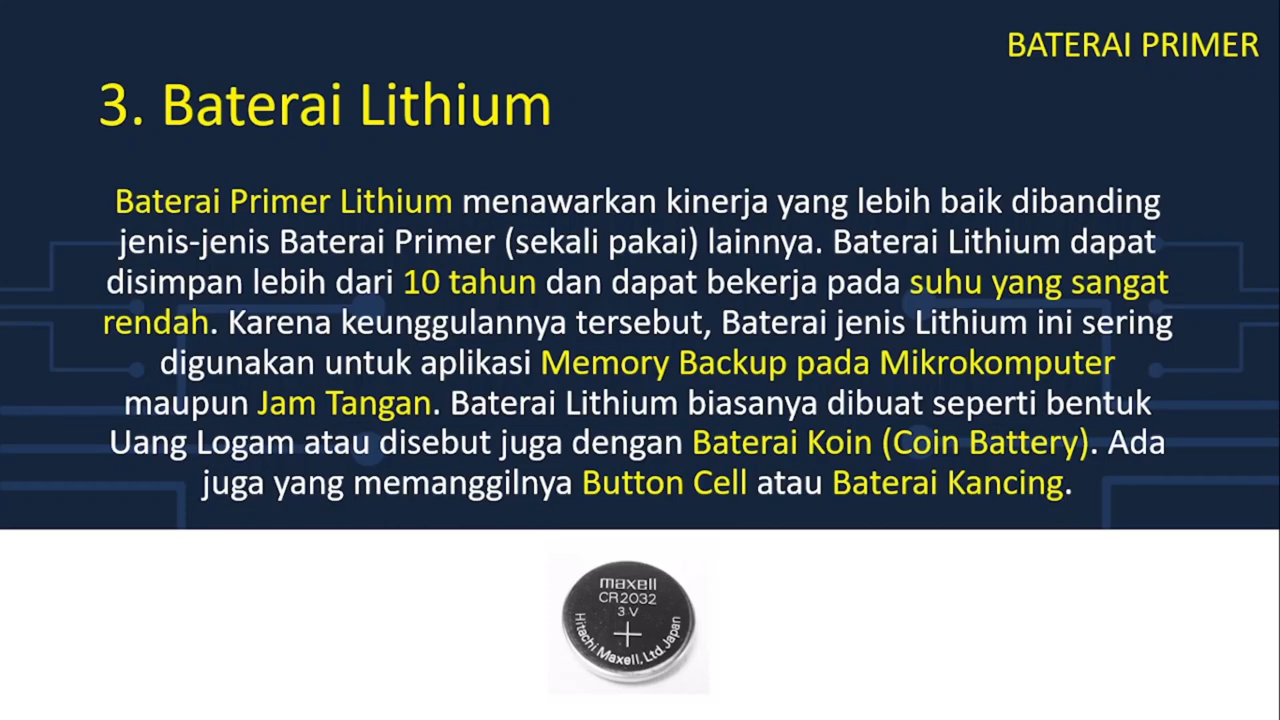 BATERAI PRIMER
3. Baterai Lithium
Baterai Primer Lithium menawarkan kinerja yang lebih baik dibanding
jenis-jenis Baterai Primer (sekali pakai) lainnya. Baterai Lithium dapat
disimpan lebih dari 10 tahun dan dapat bekerja pada suhu yang sangat
rendah. Karena keunggulannya tersebut, Baterai jenis Lithium ini sering
digunakan untuk aplikasi Memory Backup pada Mikrokomputer
maupun Jam Tangan. Baterai Lithium biasanya dibuat seperti bentuk
Uang Logam atau disebut juga dengan Baterai Koin (Coin Battery). Ada
juga yang memanggilnya Button Cell atau Baterai Kancing.
maxell
CR2032
3 V
+
Hitachi Maxell, Ltd. Japan